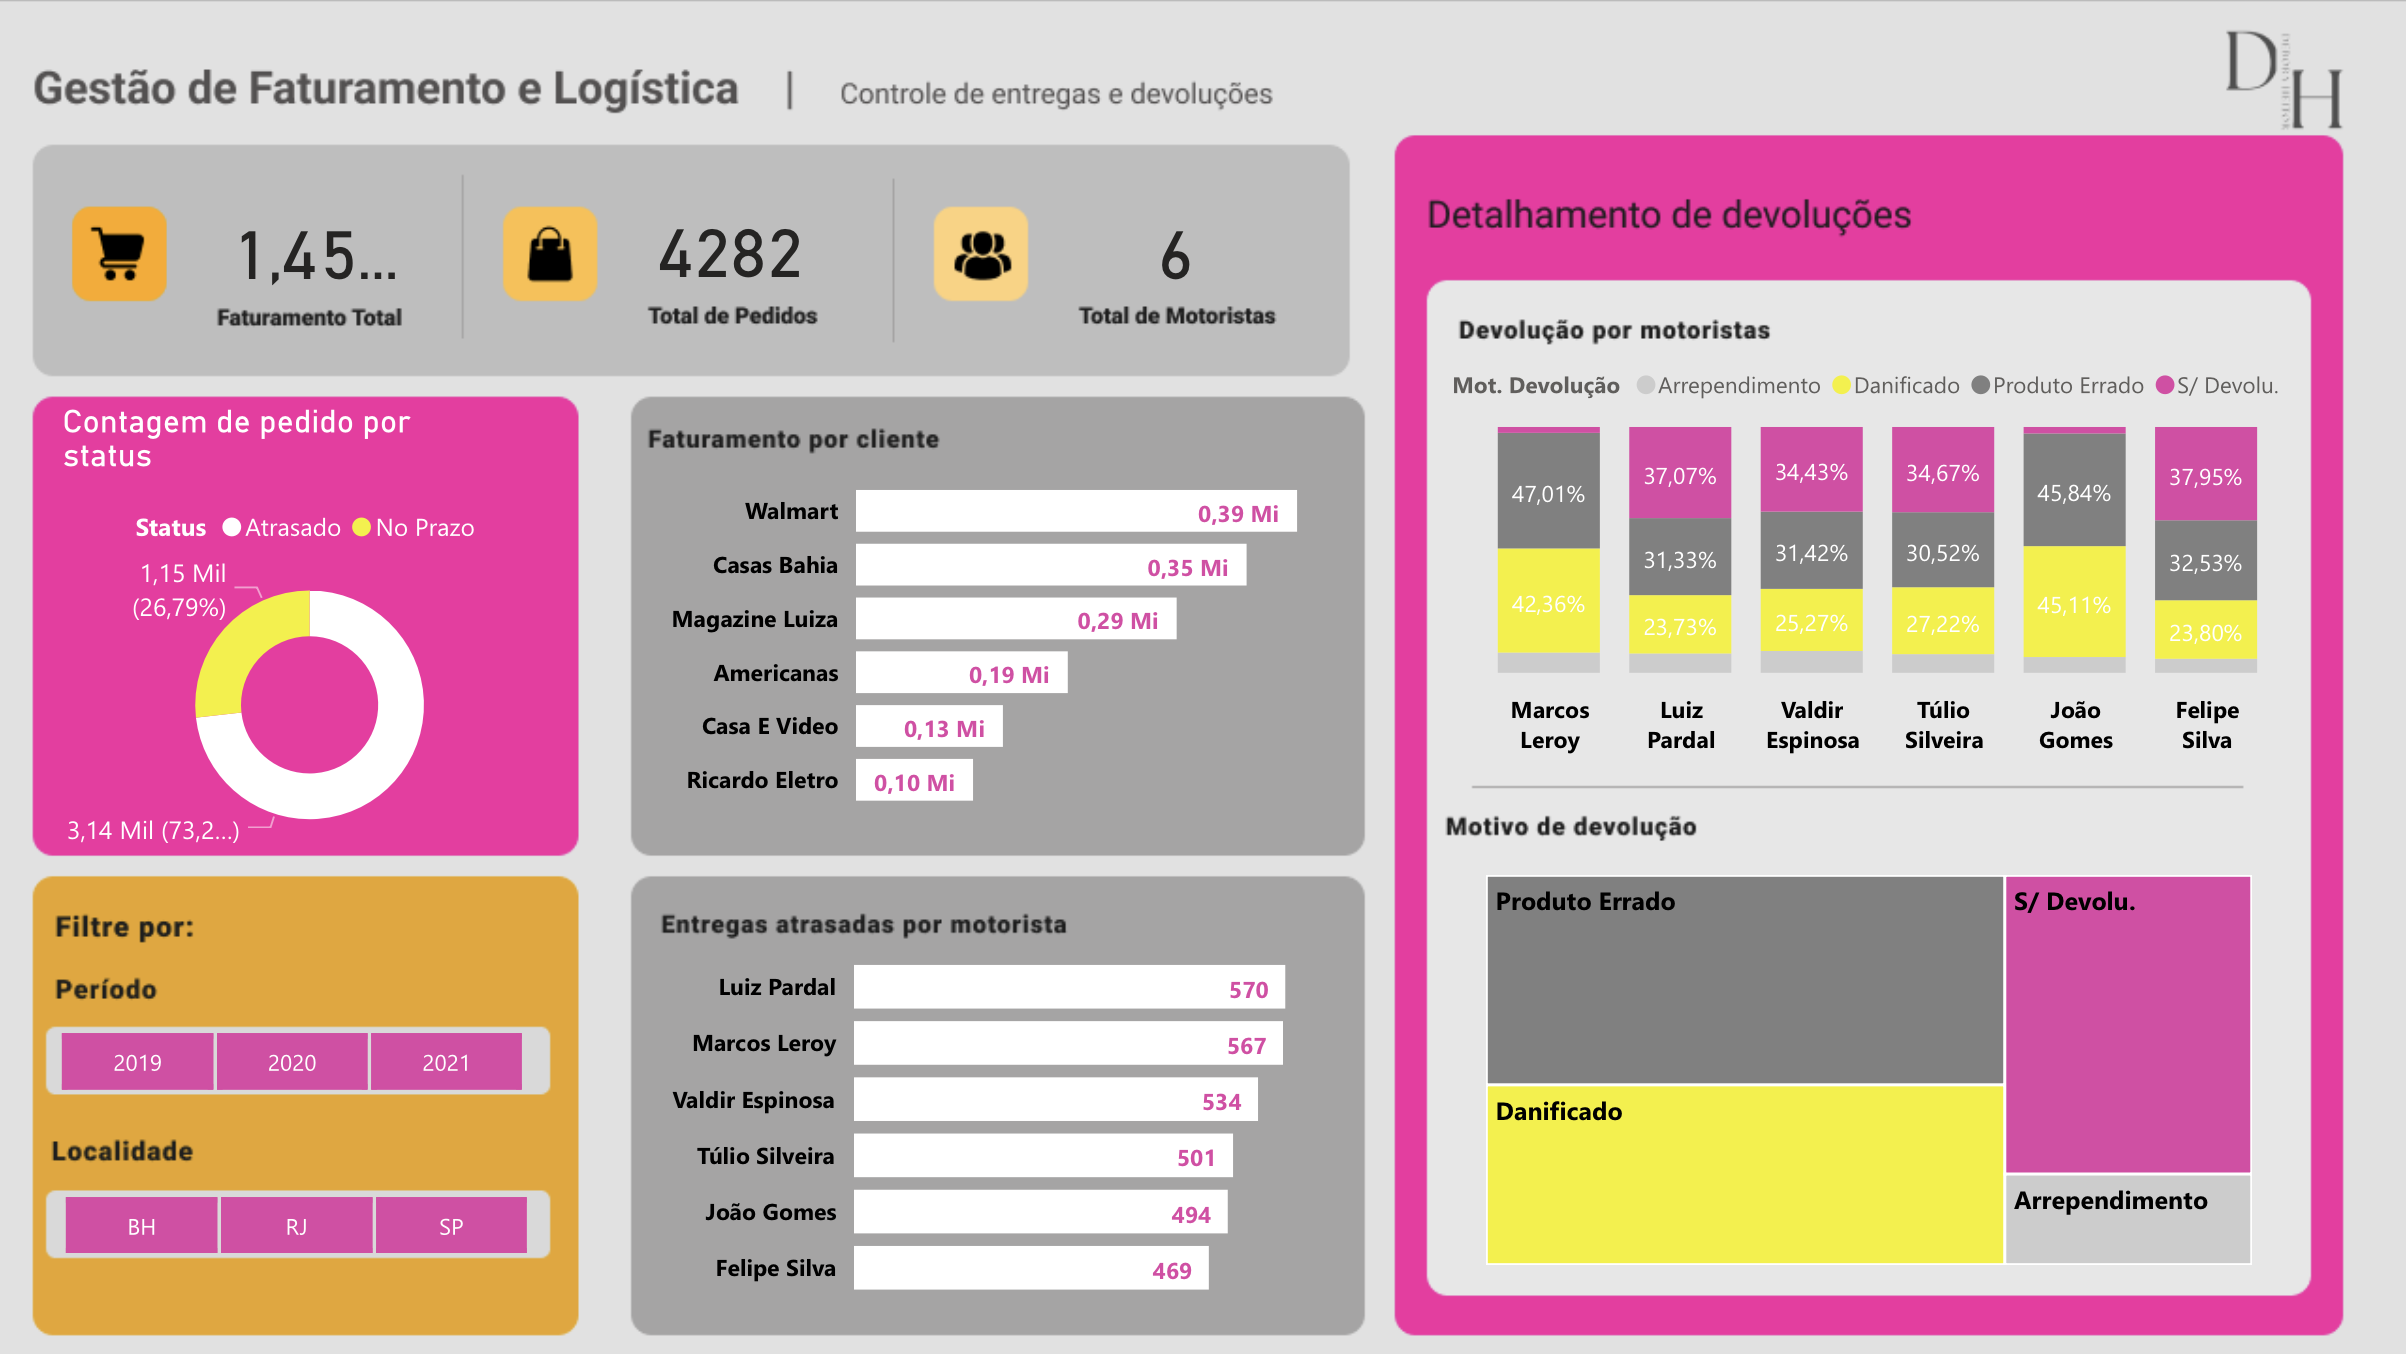 Gestão de Faturamento e Logística | Controle de entregas e devoluções
DH
1,45...
Faturamento Total
4282
Total de Pedidos
6
Total de Motoristas
Contagem de pedido por
status
Status Atrasado No Prazo
1,15 Mil
(26,79%)
3,14 Mil (73,2...)
Filtre por:
Período
2019 2020 2021
Localidade
BH RJ SP
Faturamento por cliente
Walmart 0,39 Mi
Casas Bahia 0,35 Mi
Magazine Luiza 0,29 Mi
Americanas 0,19 Mi
Casa E Video 0,13 Mi
Ricardo Eletro 0,10 Mi
Entregas atrasadas por motorista
Luiz Pardal 570
Marcos Leroy 567
Valdir Espinosa 534
Túlio Silveira 501
João Gomes 494
Felipe Silva 469
Detalhamento de devoluções
Devolução por motoristas
Mot. Devolução Arrependimento Danificado Produto Errado S/ Devolu.
47,01% 37,07% 34,43% 34,67% 45,84% 37,95%
31,33% 31,42% 30,52% 32,53%
42,36% 23,73% 25,27% 27,22% 45,11% 23,80%
Marcos Luiz Valdir Túlio João Felipe
Leroy Pardal Espinosa Silveira Gomes Silva
Motivo de devolução
Produto Errado
S/ Devolu.
Danificado
Arrependimento